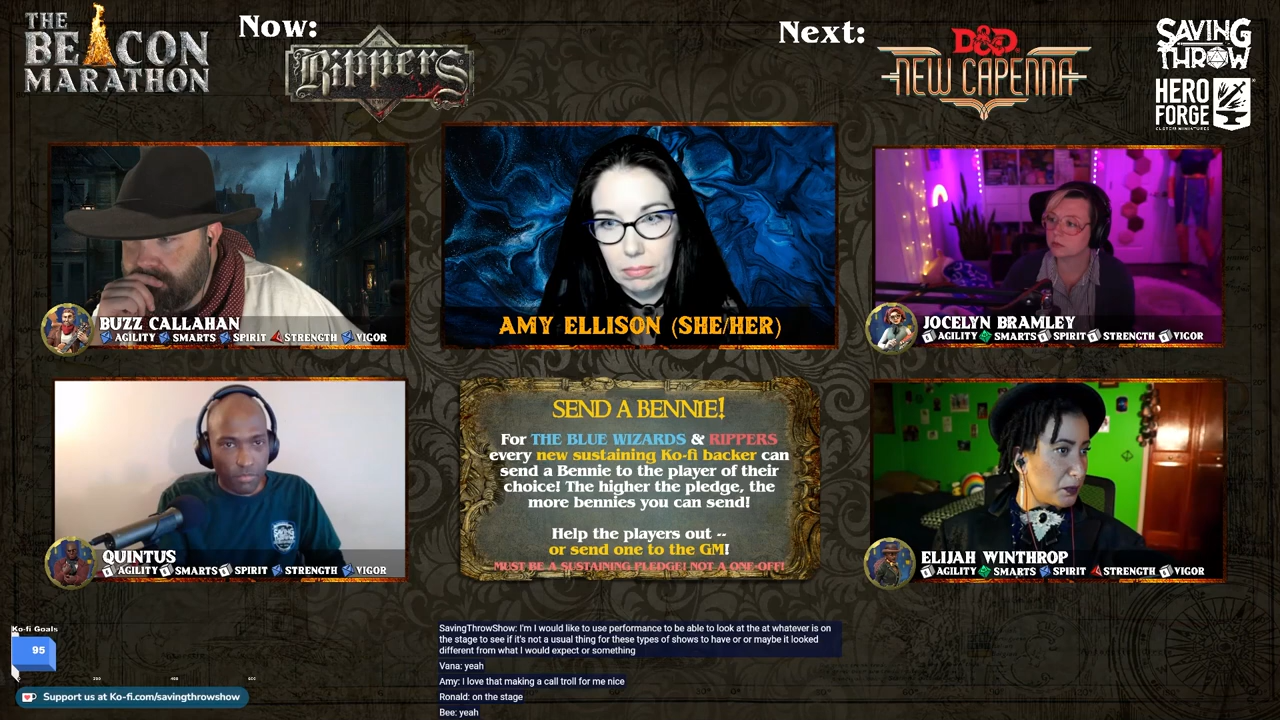 THE
BEACON
MARATHON
Now:
Rippers
Next:
D&D
NEW CAPENNA
SAVING
THROW
HERO
FORGE
CUSTOM MINIATURES
BUZZ CALLAHAN
AGILITY SMARTS SPIRIT STRENGTH VIGOR
AMY ELLISON (SHE/HER)
JOCELYN BRAMLEY
AGILITY SMARTS SPIRIT STRENGTH VIGOR
QUINTUS
AGILITY SMARTS SPIRIT STRENGTH VIGOR
SEND A BENNIE!
For THE BLUE WIZARDS & RIPPERS
every new sustaining Ko-fi backer can
send a Bennie to the player of their
choice! The higher the pledge, the
more bennies you can send!
Help the players out --
or send one to the GM!
MUST BE A SUSTAINING PLEDGE! NOT A ONE-OFF!
ELIJAH WINTHROP
AGILITY SMARTS SPIRIT STRENGTH VIGOR
Ko-fi Goals
95
Support us at Ko-fi.com/savingthrowshow
SavingThrowShow: I'm I would like to use performance to be able to look at the at whatever is on
the stage to see if it's not a usual thing for these types of shows to have or or maybe it looked
different from what I would expect or something
Vana: yeah
Amy: I love that making a call troll for me nice
Ronald: on the stage
Bee: yeah